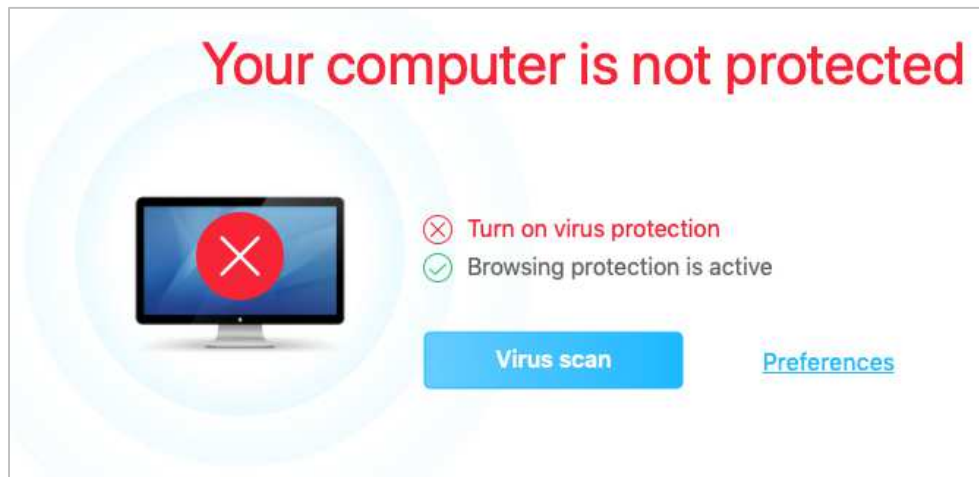 Your computer is not protected
Turn on virus protection
Browsing protection is active
Virus scan
Preferences